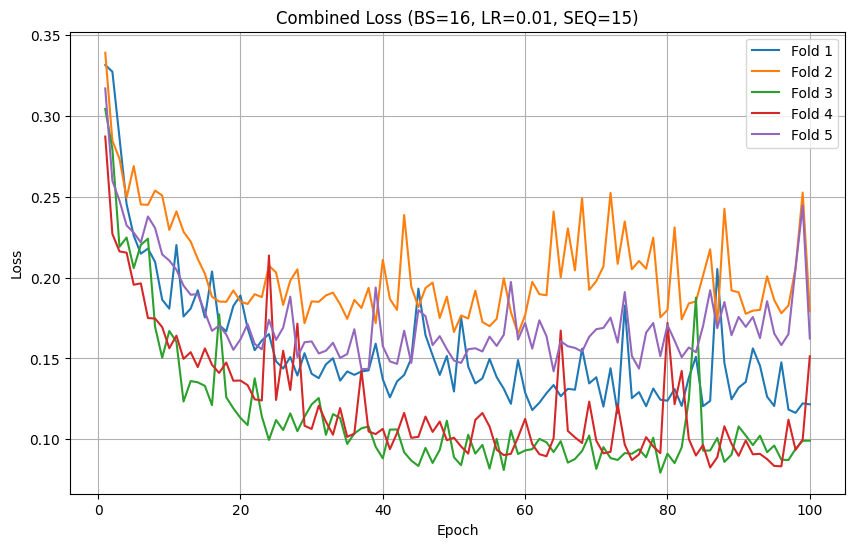 Combined Loss (BS=16, LR=0.01, SEQ=15)
0.35
0.30
0.25
0.20
0.15
0.10
Loss
Fold 1
Fold 2
Fold 3
Fold 4
Fold 5
0 20 40 60 80 100
Epoch